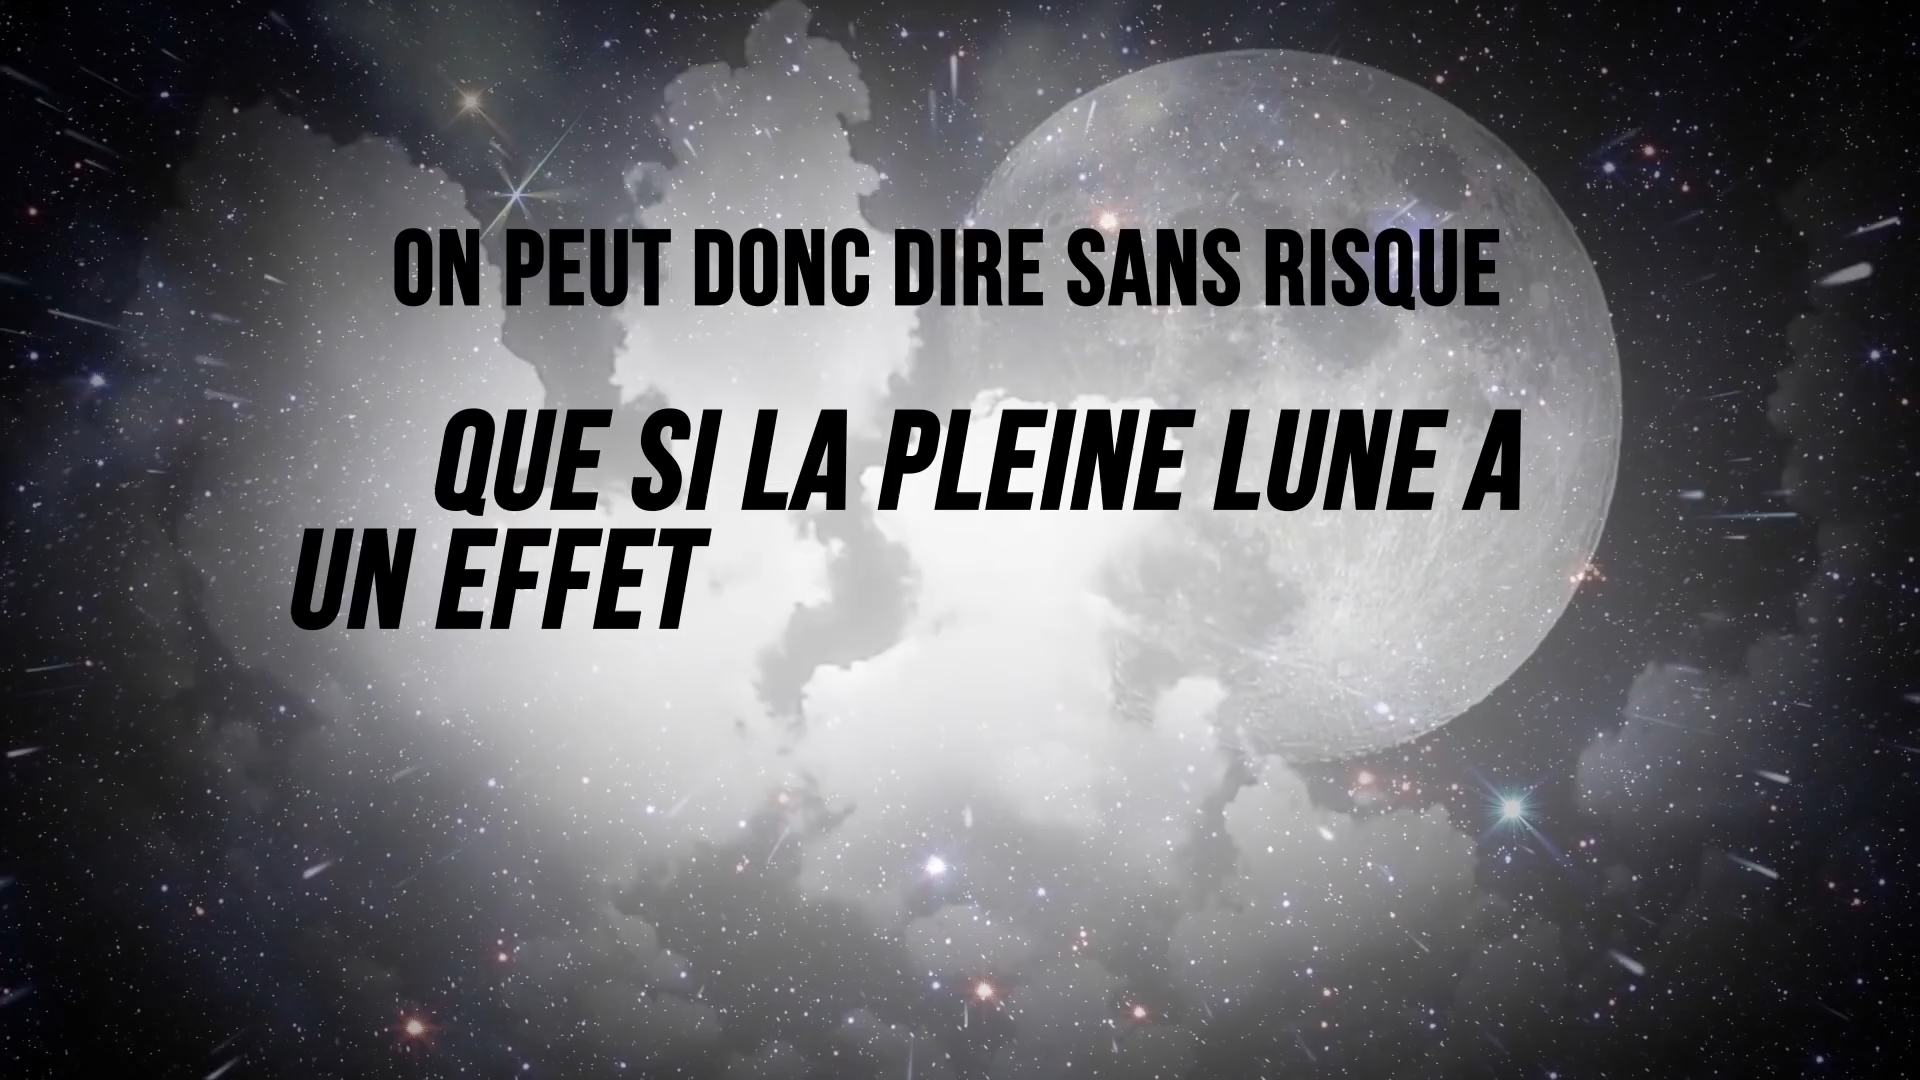 ON PEUT DONC DIRE SANS RISQUE
QUE SI LA PLEINE LUNE A
UN EFFET